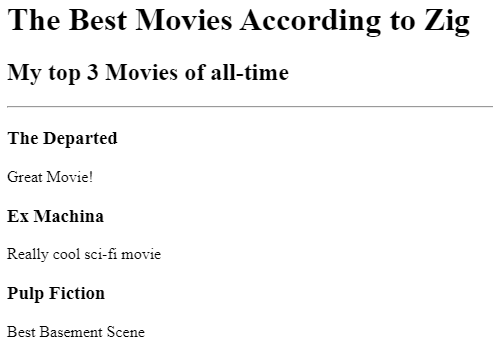 The Best Movies According to Zig
My top 3 Movies of all-time
The Departed
Great Movie!
Ex Machina
Really cool sci-fi movie
Pulp Fiction
Best Basement Scene